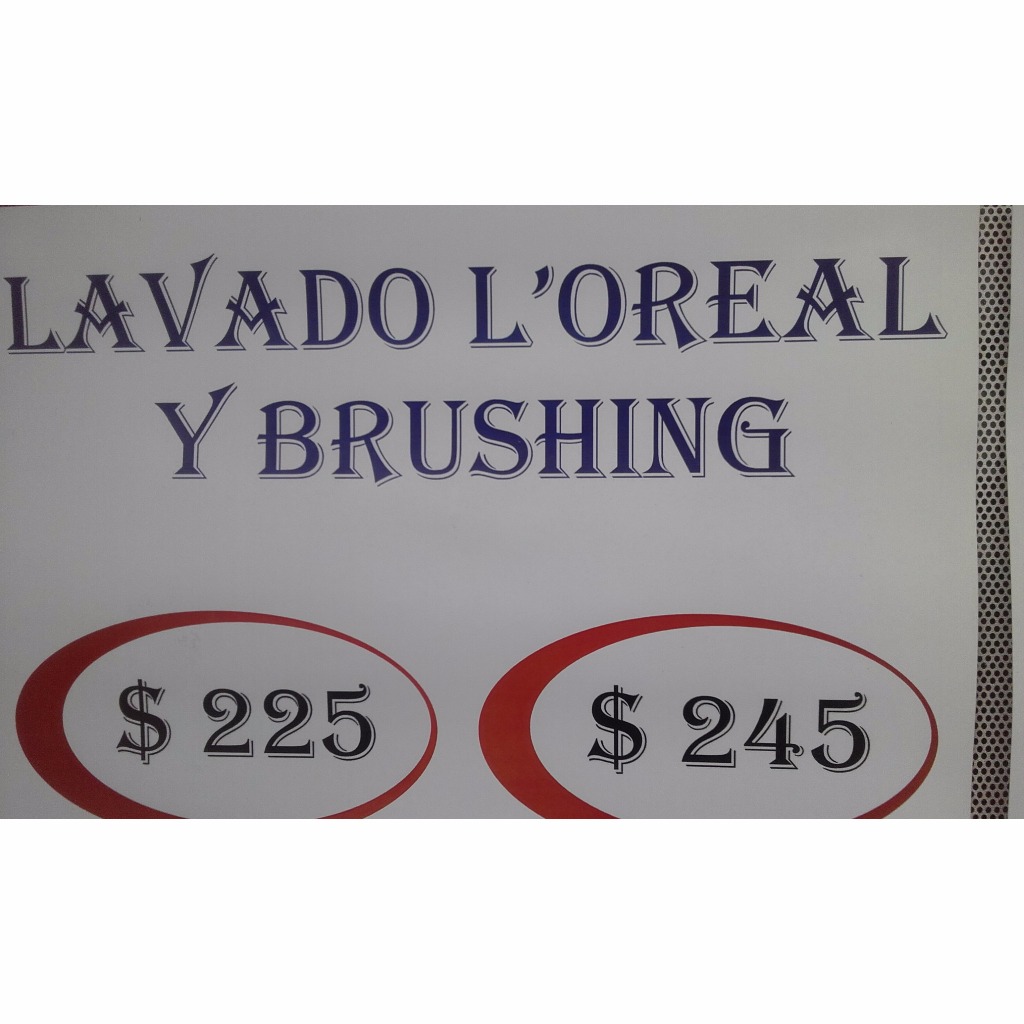 LAVADO L'OREAL
Y BRUSHING
$ 225 $ 245